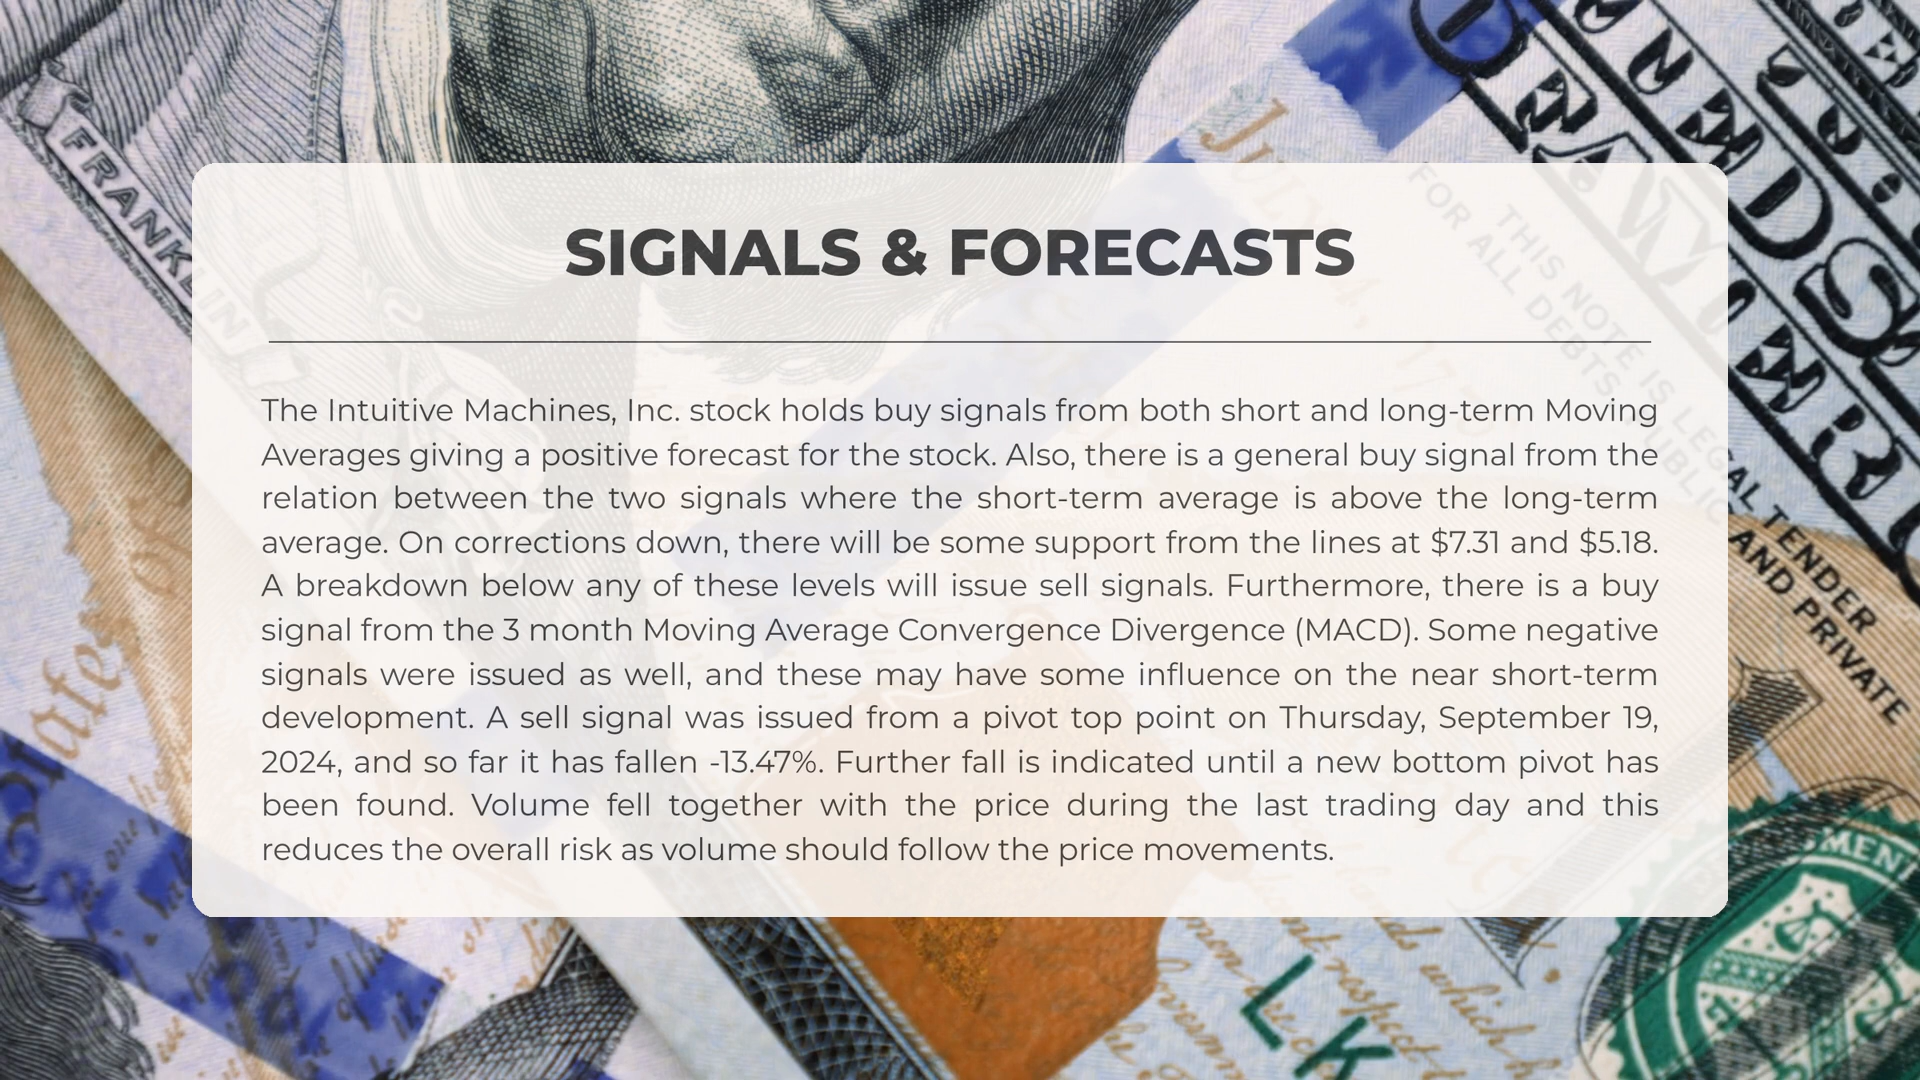 FRANKLIN
SIGNALS & FORECASTS
THIS NOTE IS LEGAL TENDER
FOR ALL DEBTS PUBLIC AND PRIVATE
The Intuitive Machines, Inc. stock holds buy signals from both short and long-term Moving
Averages giving a positive forecast for the stock. Also, there is a general buy signal from the
relation between the two signals where the short-term average is above the long-term
average. On corrections down, there will be some support from the lines at $7.31 and $5.18.
A breakdown below any of these levels will issue sell signals. Furthermore, there is a buy
signal from the 3 month Moving Average Convergence Divergence (MACD). Some negative
signals were issued as well, and these may have some influence on the near short-term
development. A sell signal was issued from a pivot top point on Thursday, September 19,
2024, and so far it has fallen -13.47%. Further fall is indicated until a new bottom pivot has
been found. Volume fell together with the price during the last trading day and this
reduces the overall risk as volume should follow the price movements.
L K